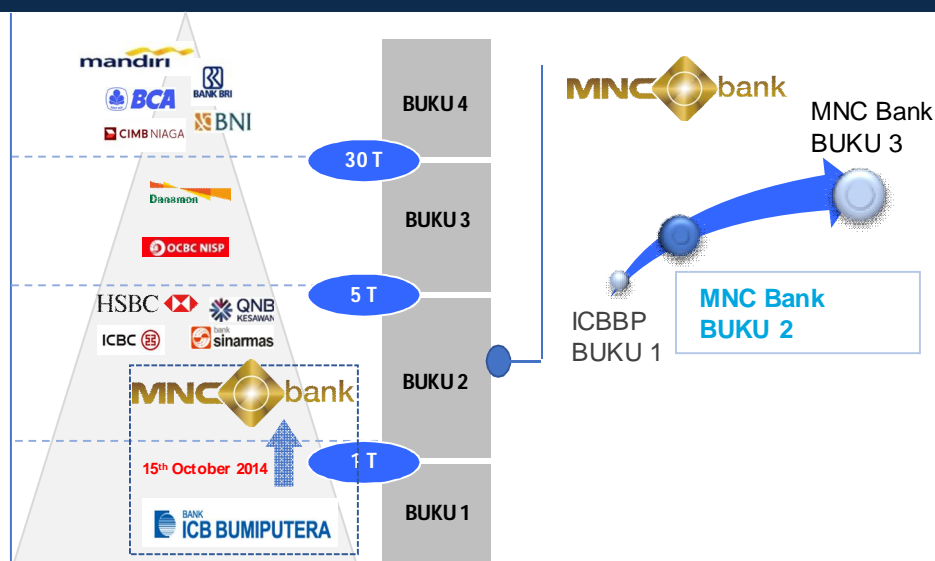 mandiri
BCA
BANK BRI
CIMB NIAGA
BNI
Danamon
OCBC NISP
HSBC
QNB
KESAWAN
ICBC
bank
sinarmas
MNC bank
15th October 2014
BANK
ICB BUMIPUTERA
BUKU 4
30 T
BUKU 3
5 T
BUKU 2
1 T
BUKU 1
MNC bank
MNC Bank
BUKU 3
ICBBP
BUKU 1
MNC Bank
BUKU 2